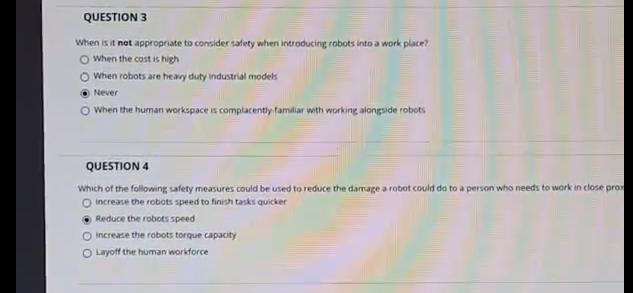 QUESTION 3
When is it not appropriate to consider safety when introducing robots into a work place?
When the cost is high
When robots are heavy duty industrial models
Never
When the human workspace is complacently familiar with working alongside robots
QUESTION 4
Which of the following safety measures could be used to reduce the damage a robot could do to a person who needs to work in close
Increase the robots speed to finish tasks quicker
Reduce the robots speed
Increase the robots torque capacity
Layoff the human workforce